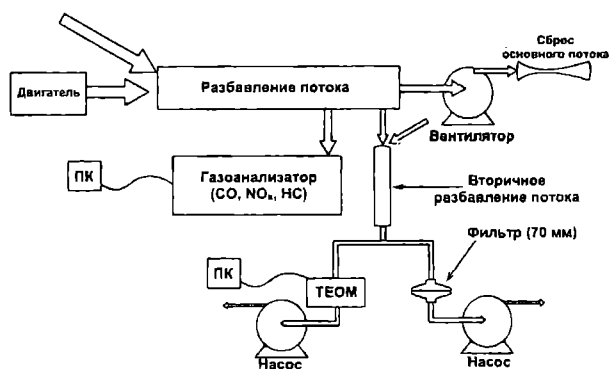 Сброс
основного потока
Двигатель
Разбавление потока
Вентилятор
ПК
Газоанализатор
(CO, NOₓ, HC)
Вторичное
разбавление потока
Фильтр (70 мм)
ПК
ТЕОМ
Насос
Насос